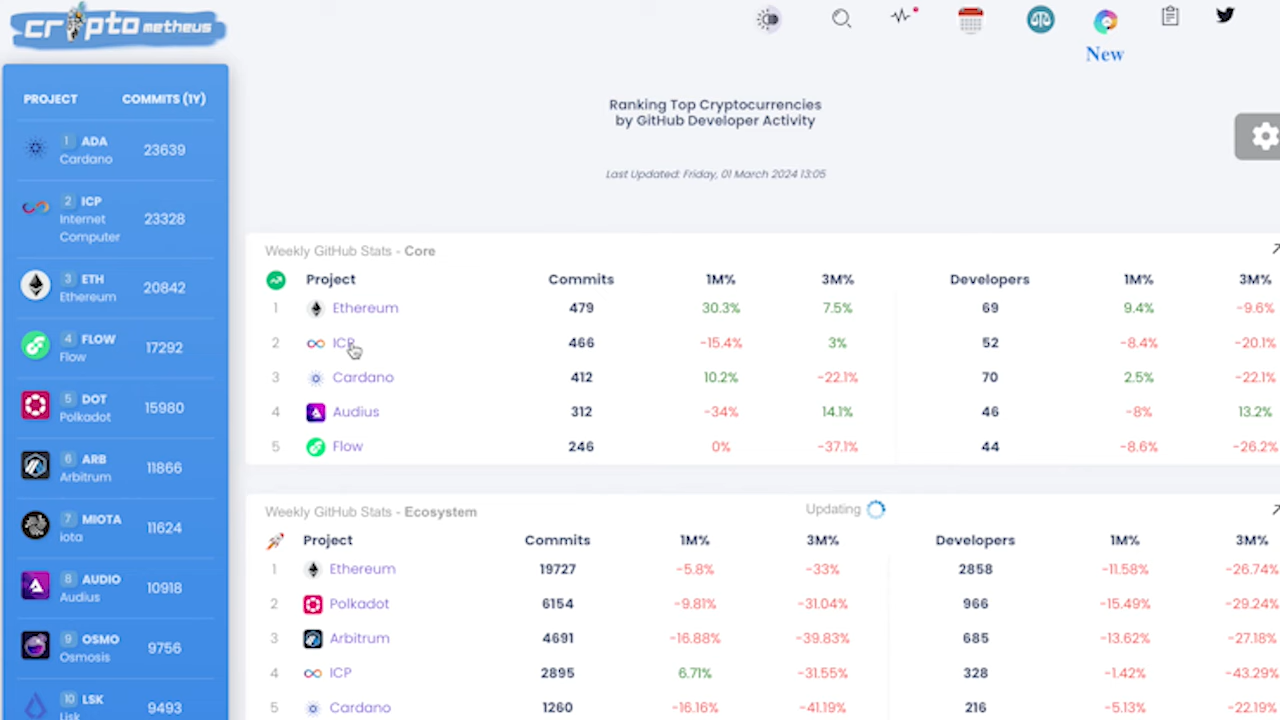 cryptometheus
New
PROJECT COMMITS (1Y)
1 ADA 23639
Cardano
2 ICP 23328
Internet
Computer
3 ETH 20842
Ethereum
4 FLOW 17292
Flow
5 DOT 15980
Polkadot
6 ARB 11866
Arbitrum
7 MIOTA 11624
iota
8 AUDIO 10918
Audius
9 OSMO 9756
Osmosis
10 LSK 9493
Lisk
Ranking Top Cryptocurrencies
by GitHub Developer Activity
Last Updated: Friday, 01 March 2024 13:05
Weekly GitHub Stats - Core
Project Commits 1M% 3M% Developers 1M% 3M%
1 Ethereum 479 30.3% 7.5% 69 9.4% -9.6%
2 ICP 466 -15.4% 3% 52 -8.4% -20.1%
3 Cardano 412 10.2% -22.1% 70 2.5% -22.1%
4 Audius 312 -34% 14.1% 46 -8% 13.2%
5 Flow 246 0% -37.1% 44 -8.6% -26.2%
Weekly GitHub Stats - Ecosystem Updating
Project Commits 1M% 3M% Developers 1M% 3M%
1 Ethereum 19727 -5.8% -33% 2858 -11.58% -26.74%
2 Polkadot 6154 -9.81% -31.04% 966 -15.49% -29.24%
3 Arbitrum 4691 -16.88% -39.83% 685 -13.62% -27.18%
4 ICP 2895 6.71% -31.55% 328 -1.42% -43.29%
5 Cardano 1260 -16.16% -41.19% 216 -5.13% -22.19%